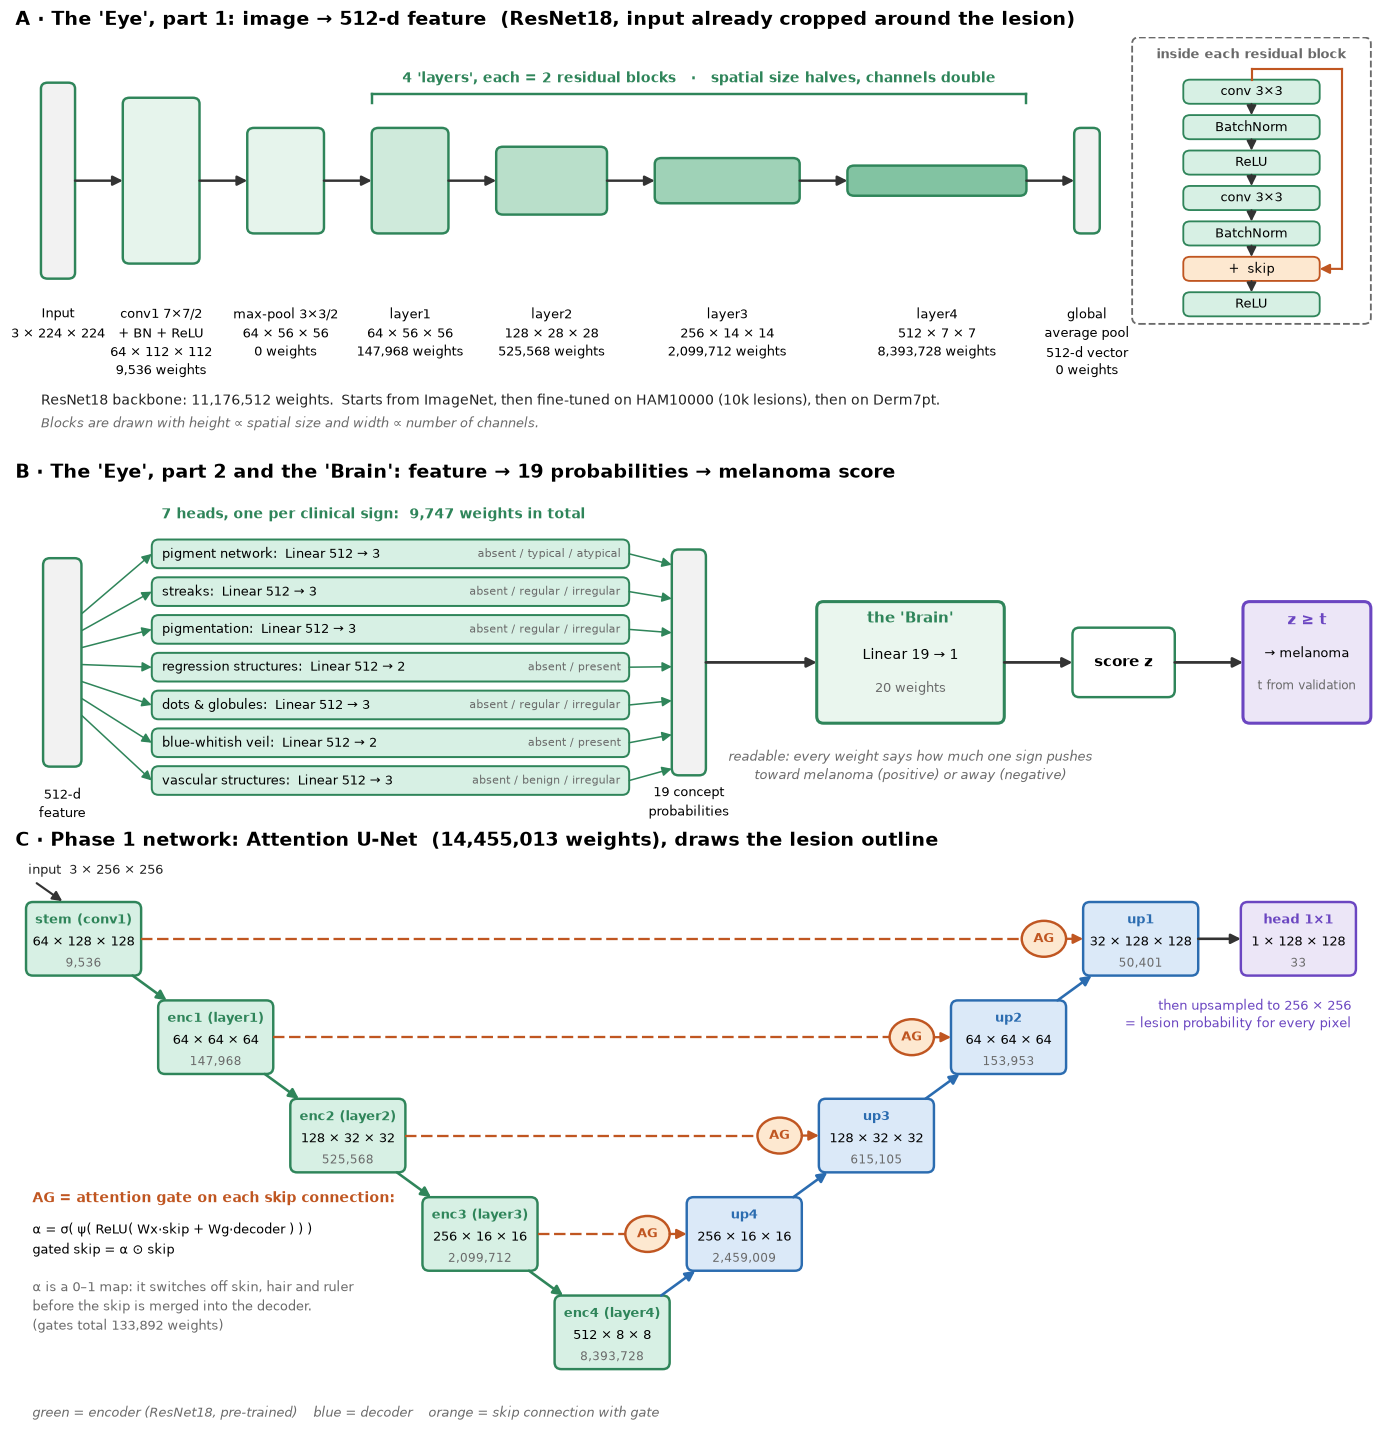 A · The 'Eye', part 1: image → 512-d feature  (ResNet18, input already cropped around the lesion)
inside each residual block
4 'layers', each = 2 residual blocks  ·  spatial size halves, channels double
conv 3×3
BatchNorm
ReLU
conv 3×3
BatchNorm
+ skip
ReLU
Input
3 × 224 × 224
conv1 7×7/2
+ BN + ReLU
64 × 112 × 112
9,536 weights
max-pool 3×3/2
64 × 56 × 56
0 weights
layer1
64 × 56 × 56
147,968 weights
layer2
128 × 28 × 28
525,568 weights
layer3
256 × 14 × 14
2,099,712 weights
layer4
512 × 7 × 7
8,393,728 weights
global
average pool
512-d vector
0 weights
ResNet18 backbone: 11,176,512 weights.  Starts from ImageNet, then fine-tuned on HAM10000 (10k lesions), then on Derm7pt.
Blocks are drawn with height ∝ spatial size and width ∝ number of channels.
B · The 'Eye', part 2 and the 'Brain': feature → 19 probabilities → melanoma score
7 heads, one per clinical sign:  9,747 weights in total
pigment network:  Linear 512 → 3  absent / typical / atypical
streaks:  Linear 512 → 3  absent / regular / irregular
pigmentation:  Linear 512 → 3  absent / regular / irregular
regression structures:  Linear 512 → 2  absent / present
dots & globules:  Linear 512 → 3  absent / regular / irregular
blue-whitish veil:  Linear 512 → 2  absent / present
vascular structures:  Linear 512 → 3  absent / benign / irregular
512-d
feature
19 concept
probabilities
the 'Brain'
Linear 19 → 1
20 weights
score z
z ≥ t
→ melanoma
t from validation
readable: every weight says how much one sign pushes
toward melanoma (positive) or away (negative)
C · Phase 1 network: Attention U-Net  (14,455,013 weights), draws the lesion outline
input  3 × 256 × 256
stem (conv1)
64 × 128 × 128
9,536
AG
up1
32 × 128 × 128
50,401
head 1×1
1 × 128 × 128
33
then upsampled to 256 × 256
= lesion probability for every pixel
enc1 (layer1)
64 × 64 × 64
147,968
AG
up2
64 × 64 × 64
153,953
enc2 (layer2)
128 × 32 × 32
525,568
AG
up3
128 × 32 × 32
615,105
enc3 (layer3)
256 × 16 × 16
2,099,712
AG
up4
256 × 16 × 16
2,459,009
enc4 (layer4)
512 × 8 × 8
8,393,728
AG = attention gate on each skip connection:
α = σ( ψ( ReLU( Wx·skip + Wg·decoder ) ) )
gated skip = α ⊙ skip
α is a 0–1 map: it switches off skin, hair and ruler
before the skip is merged into the decoder.
(gates total 133,892 weights)
green = encoder (ResNet18, pre-trained)    blue = decoder    orange = skip connection with gate